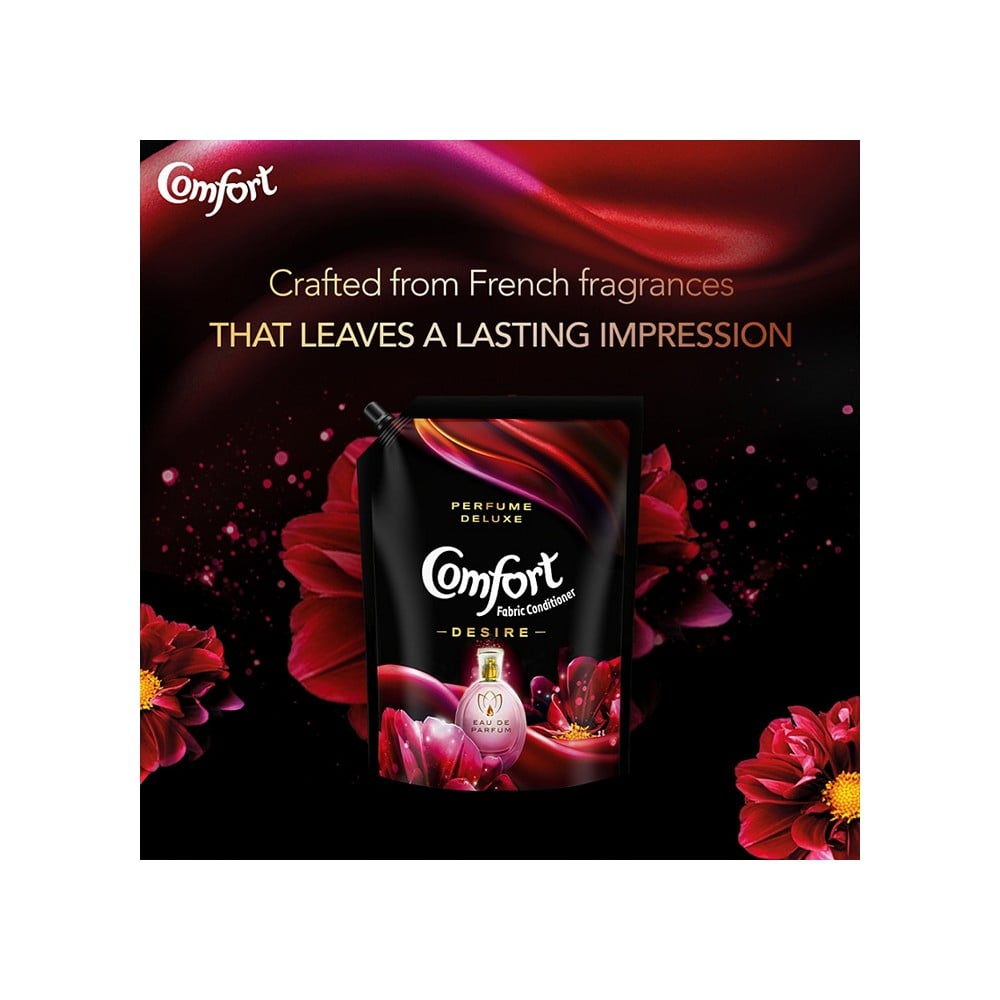 Comfort
Crafted from French fragrances
THAT LEAVES A LASTING IMPRESSION
PERFUME
DELUXE
Comfort
Fabric Conditioner
DESIRE
EAU DE
PARFUM